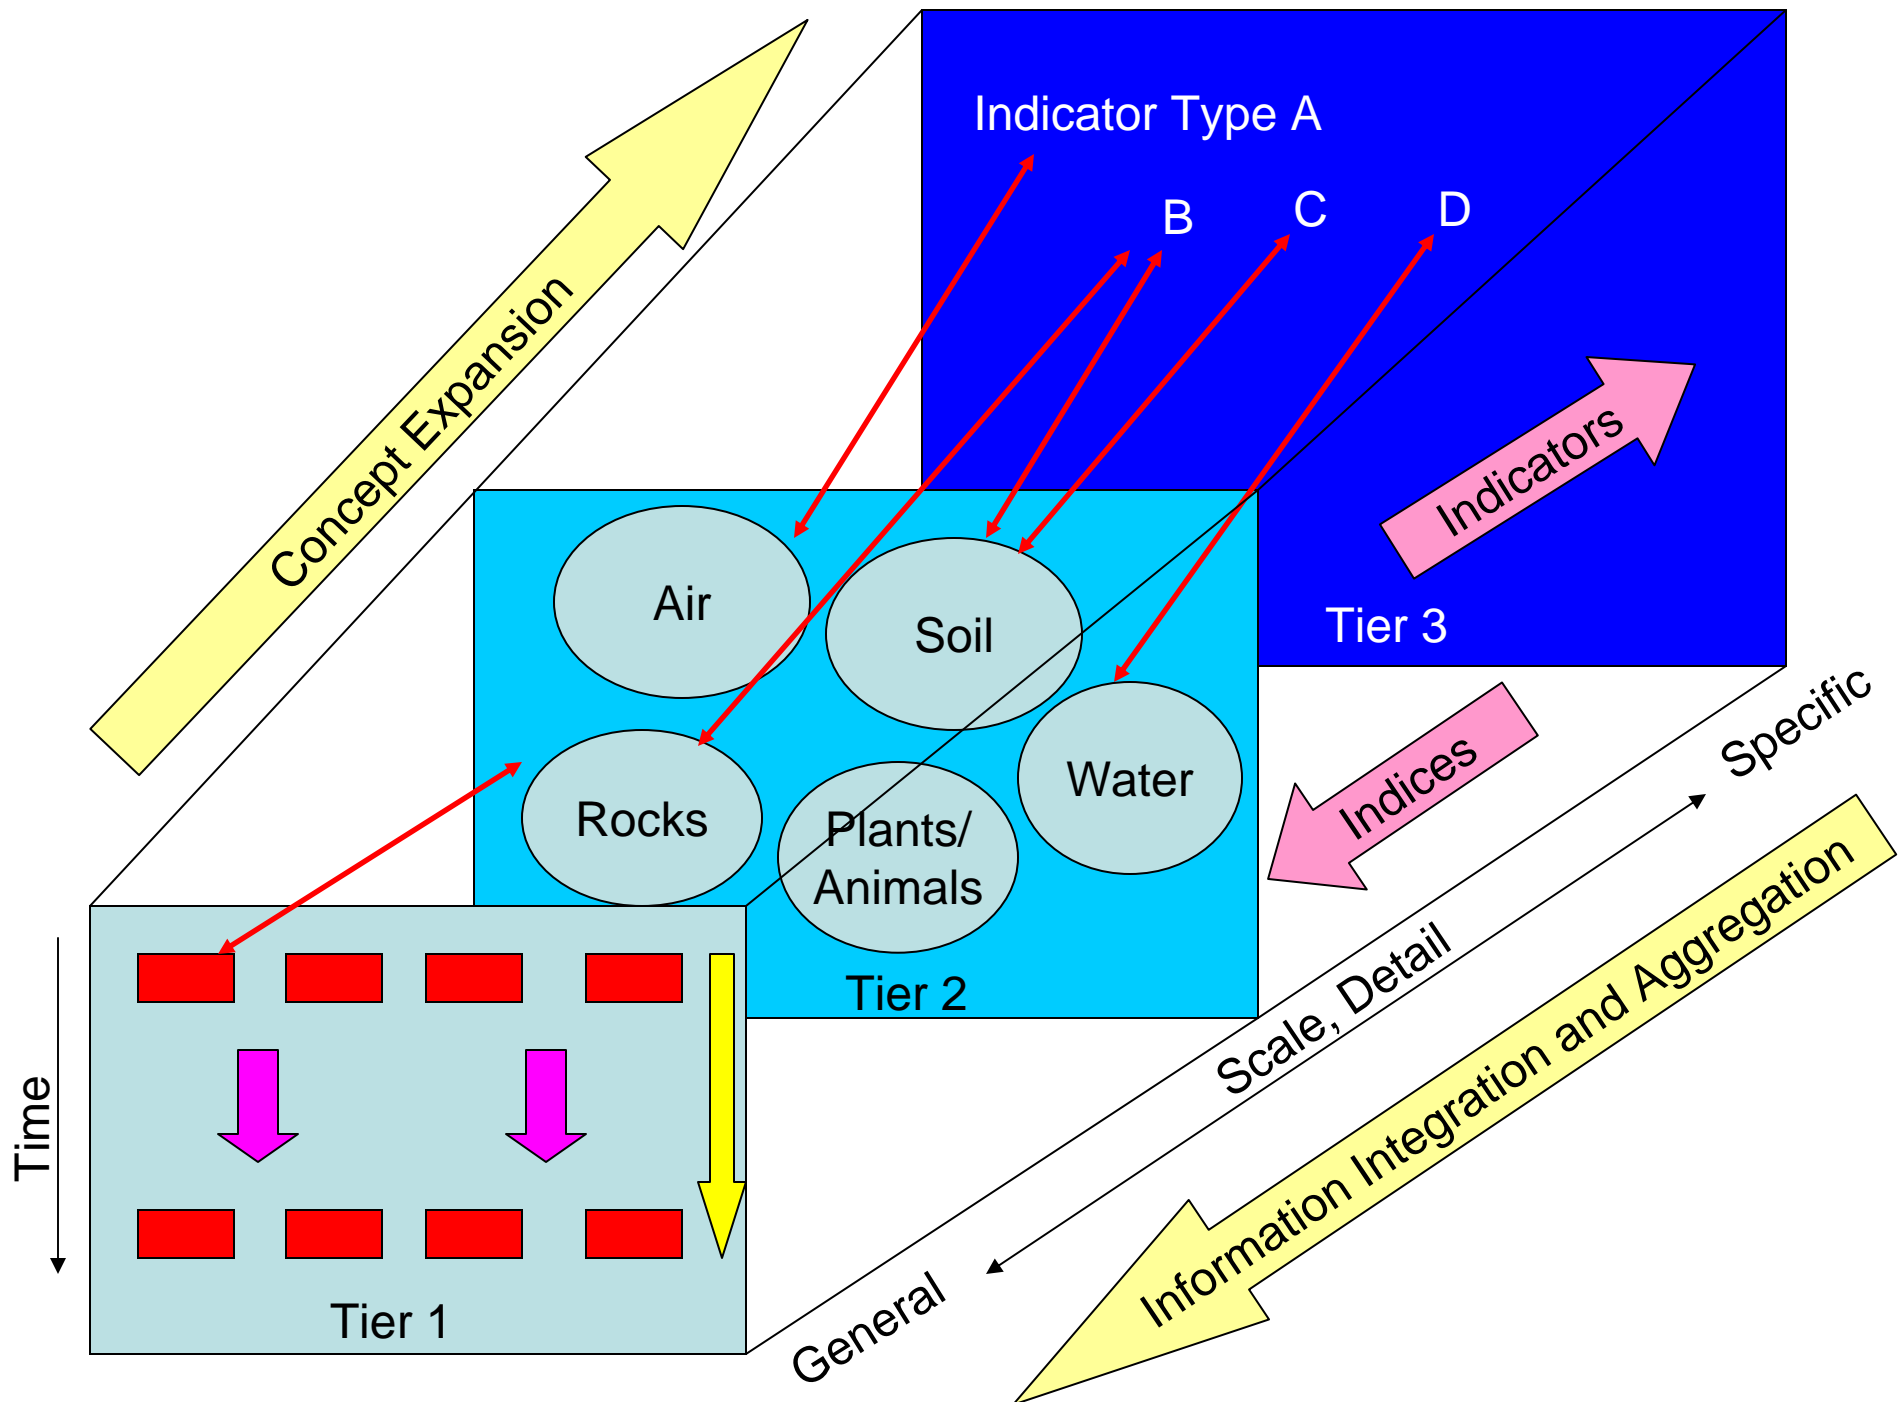 Indicator Type A
B
C
D
Concept Expansion
Indicators
Tier 3
Air
Soil
Water
Rocks
Plants/
Animals
Tier 2
Indices
Specific
Scale, Detail
General
Information Integration and Aggregation
Time
Tier 1